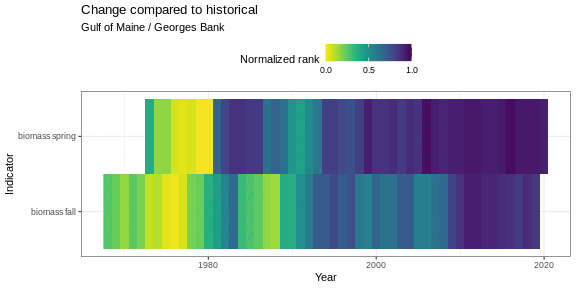 Change compared to historical
Gulf of Maine / Georges Bank
Normalized rank
0.0 0.5 1.0
Indicator
biomass spring
biomass fall
1980 2000 2020
Year